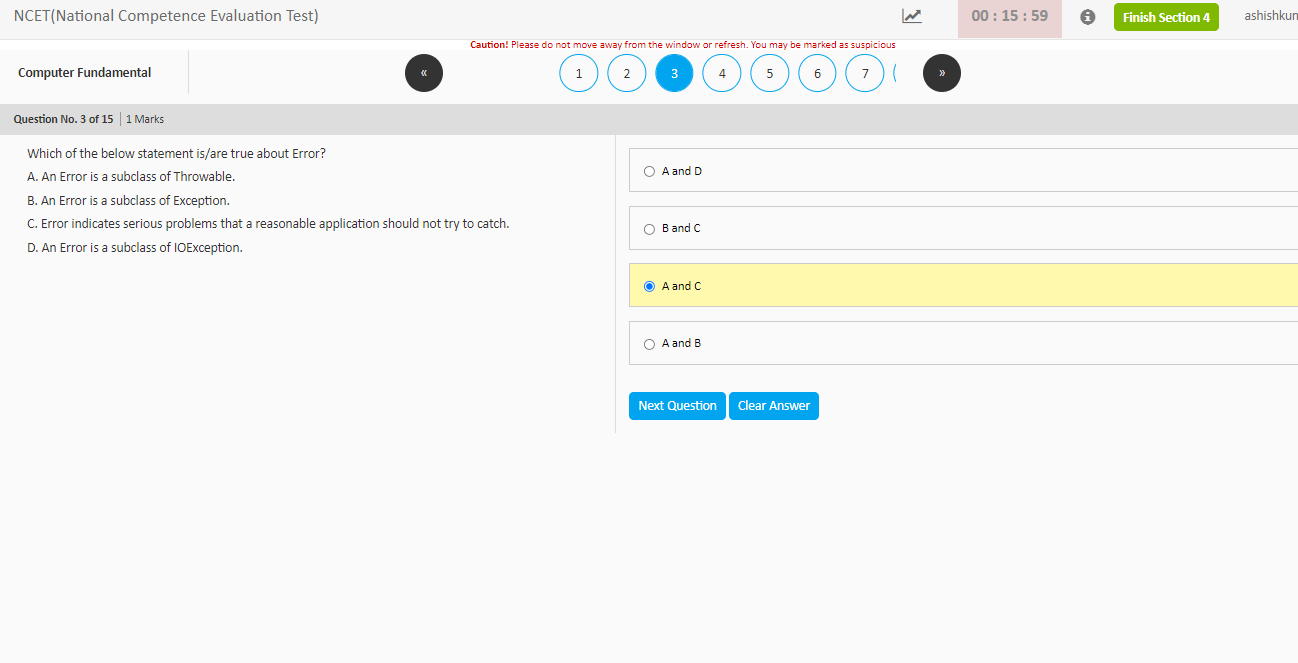 NCET(National Competence Evaluation Test)
00 : 15 : 59
Finish Section 4
ashishkun
Caution! Please do not move away from the window or refresh. You may be marked as suspicious
Computer Fundamental
«
1
2
3
4
5
6
7
»
Question No. 3 of 15 | 1 Marks
Which of the below statement is/are true about Error?
A. An Error is a subclass of Throwable.
B. An Error is a subclass of Exception.
C. Error indicates serious problems that a reasonable application should not try to catch.
D. An Error is a subclass of IOException.
A and D
B and C
A and C
A and B
Next Question
Clear Answer